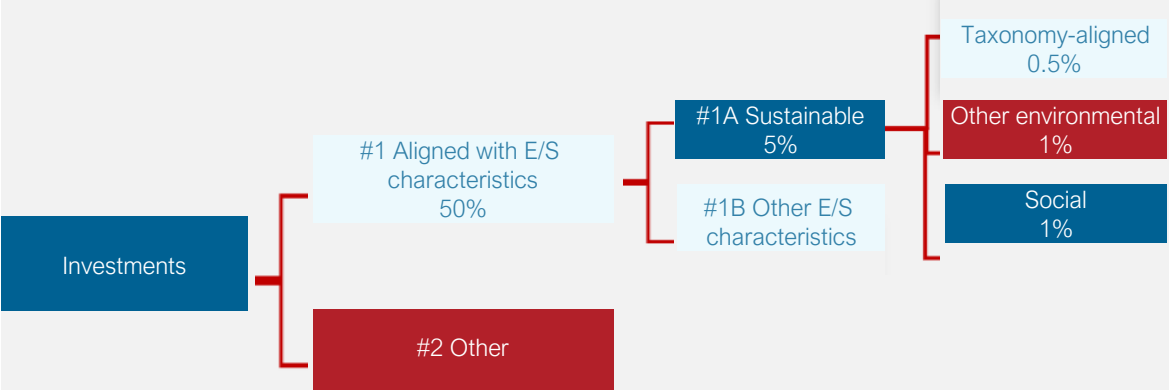 Investments
#1 Aligned with E/S
characteristics
50%
#2 Other
#1A Sustainable
5%
#1B Other E/S
characteristics
Taxonomy-aligned
0.5%
Other environmental
1%
Social
1%